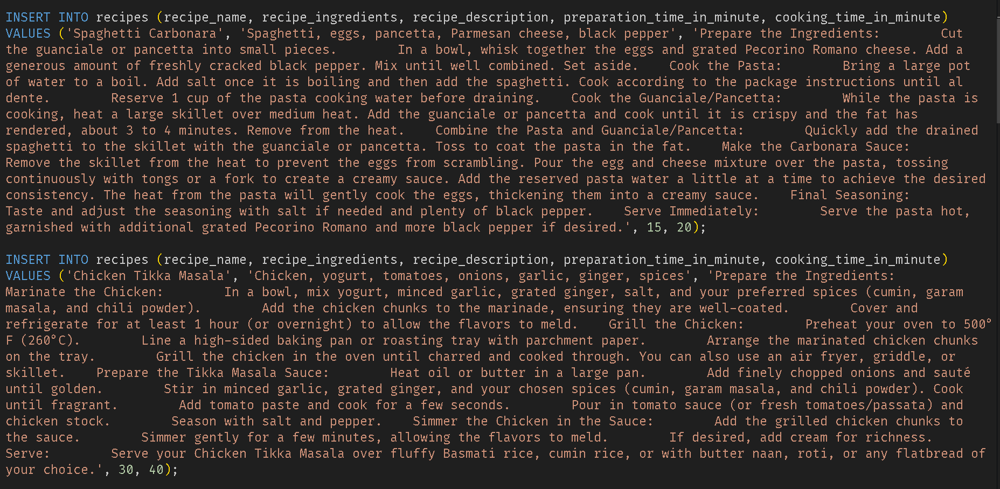 INSERT INTO recipes (recipe_name, recipe_ingredients, recipe_description, preparation_time_in_minute, cooking_time_in_minute)
VALUES ('Spaghetti Carbonara', 'Spaghetti, eggs, pancetta, Parmesan cheese, black pepper', 'Prepare the Ingredients:        Cut
the guanciale or pancetta into small pieces.        In a bowl, whisk together the eggs and grated Pecorino Romano cheese. Add a
generous amount of freshly cracked black pepper. Mix until well combined. Set aside.    Cook the Pasta:        Bring a large pot
of water to a boil. Add salt once it is boiling and then add the spaghetti. Cook according to the package instructions until al
dente.        Reserve 1 cup of the pasta cooking water before draining.    Cook the Guanciale/Pancetta:        While the pasta is
cooking, heat a large skillet over medium heat. Add the guanciale or pancetta and cook until it is crispy and the fat has
rendered, about 3 to 4 minutes. Remove from the heat.    Combine the Pasta and Guanciale/Pancetta:        Quickly add the drained
spaghetti to the skillet with the guanciale or pancetta. Toss to coat the pasta in the fat.    Make the Carbonara Sauce:
Remove the skillet from the heat to prevent the eggs from scrambling. Pour the egg and cheese mixture over the pasta, tossing
continuously with tongs or a fork to create a creamy sauce. Add the reserved pasta water a little at a time to achieve the desired
consistency. The heat from the pasta will gently cook the eggs, thickening them into a creamy sauce.    Final Seasoning:
Taste and adjust the seasoning with salt if needed and plenty of black pepper.    Serve Immediately:        Serve the pasta hot,
garnished with additional grated Pecorino Romano and more black pepper if desired.', 15, 20);
INSERT INTO recipes (recipe_name, recipe_ingredients, recipe_description, preparation_time_in_minute, cooking_time_in_minute)
VALUES ('Chicken Tikka Masala', 'Chicken, yogurt, tomatoes, onions, garlic, ginger, spices', 'Prepare the Ingredients:
Marinate the Chicken:        In a bowl, mix yogurt, minced garlic, grated ginger, salt, and your preferred spices (cumin, garam
masala, and chili powder).        Add the chicken chunks to the marinade, ensuring they are well-coated.        Cover and
refrigerate for at least 1 hour (or overnight) to allow the flavors to meld.    Grill the Chicken:        Preheat your oven to 500°
F (260°C).        Line a high-sided baking pan or roasting tray with parchment paper.        Arrange the marinated chicken chunks
on the tray.        Grill the chicken in the oven until charred and cooked through. You can also use an air fryer, griddle, or
skillet.    Prepare the Tikka Masala Sauce:        Heat oil or butter in a large pan.        Add finely chopped onions and sauté
until golden.        Stir in minced garlic, grated ginger, and your chosen spices (cumin, garam masala, and chili powder). Cook
until fragrant.        Add tomato paste and cook for a few seconds.        Pour in tomato sauce (or fresh tomatoes/passata) and
chicken stock.        Season with salt and pepper.    Simmer the Chicken in the Sauce:        Add the grilled chicken chunks to
the sauce.        Simmer gently for a few minutes, allowing the flavors to meld.        If desired, add cream for richness.
Serve:        Serve your Chicken Tikka Masala over fluffy Basmati rice, cumin rice, or with butter naan, roti, or any flatbread of
your choice.', 30, 40);